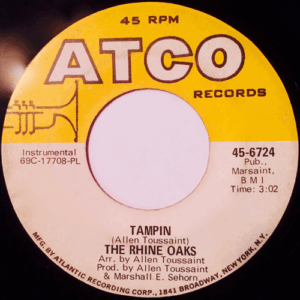 45 RPM
ATCO
RECORDS
Instrumental
69C-17708-PL
45-6724
Pub.,
Marsaint,
B M I
Time: 3:02
TAMPIN
(Allen Toussaint)
THE RHINE OAKS
Arr. by Allen Toussaint
Prod. by Allen Toussaint
& Marshall E. Sehorn
MFG. BY ATLANTIC RECORDING CORP., 1841 BROADWAY, NEW YORK, N.Y.